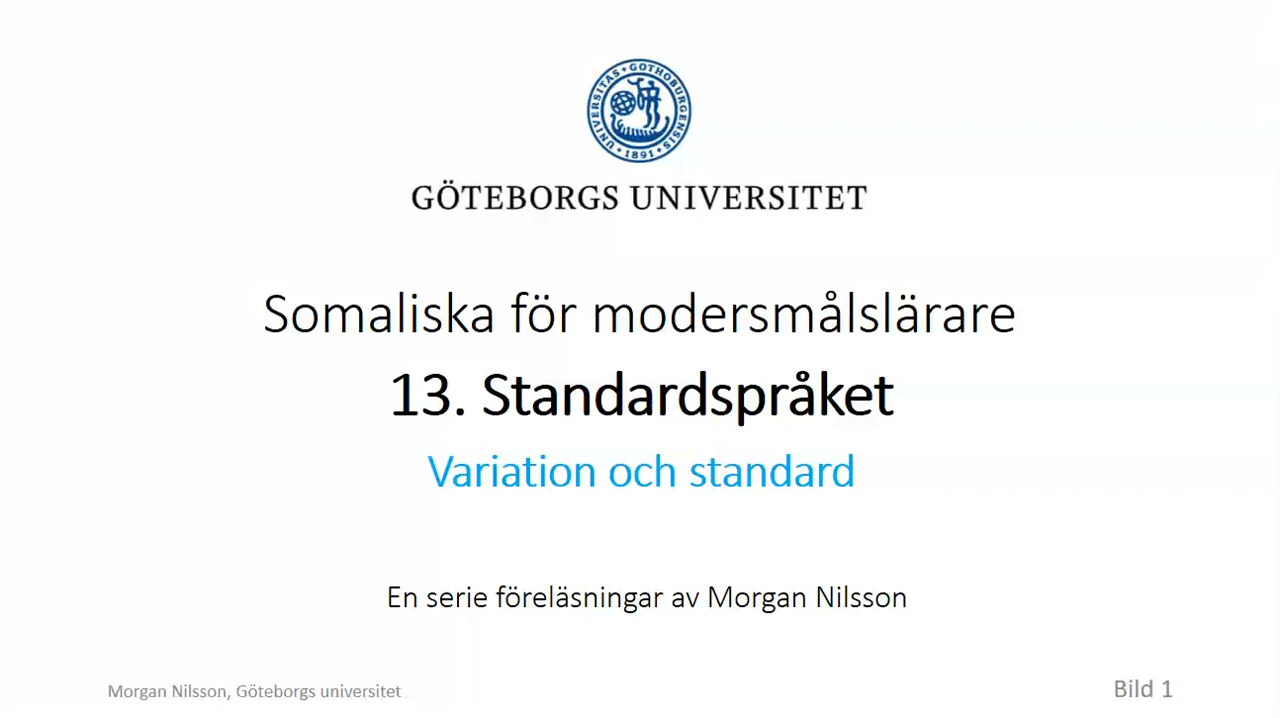 UNIVERSITAS • GOTHOBURGENSIS • 1891 •
GÖTEBORGS UNIVERSITET
Somaliska för modersmålslärare
13. Standardspråket
Variation och standard
En serie föreläsningar av Morgan Nilsson
Morgan Nilsson, Göteborgs universitet
Bild 1